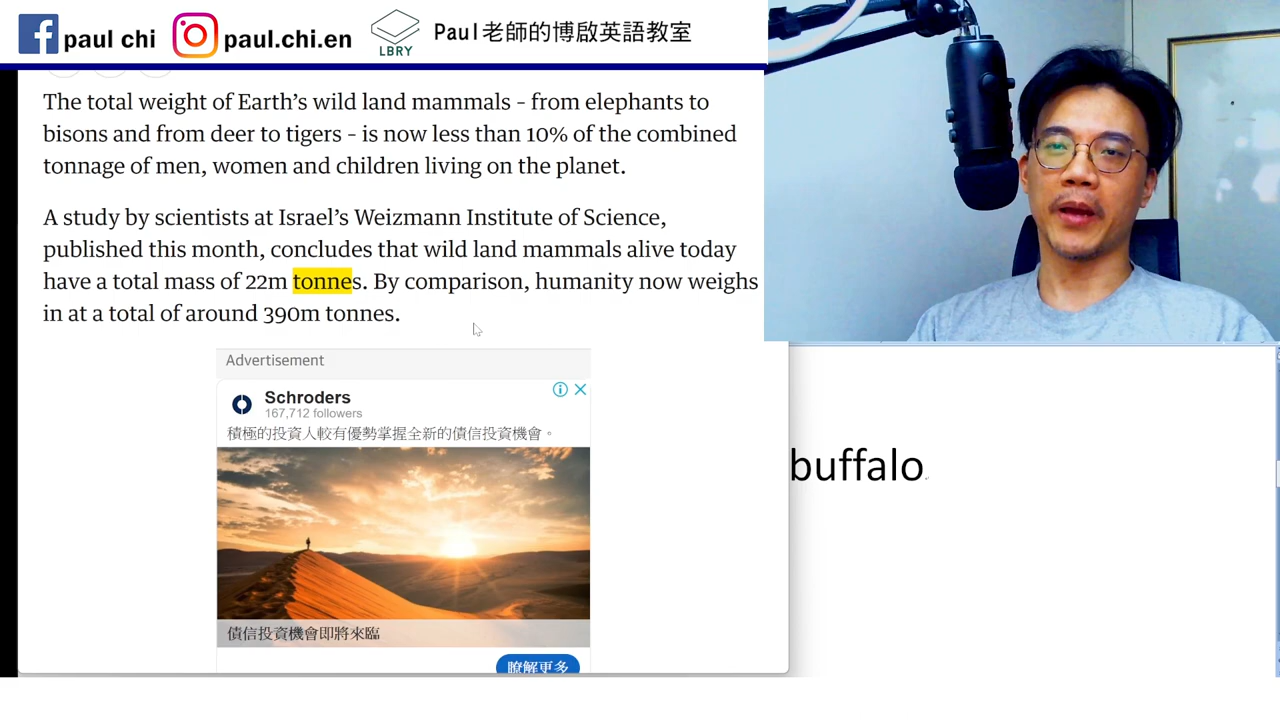 paul chi
paul.chi.en
LBRY
Paul老師的博啟英語教室
The total weight of Earth’s wild land mammals – from elephants to
bisons and from deer to tigers – is now less than 10% of the combined
tonnage of men, women and children living on the planet.
A study by scientists at Israel’s Weizmann Institute of Science,
published this month, concludes that wild land mammals alive today
have a total mass of 22m tonnes. By comparison, humanity now weighs
in at a total of around 390m tonnes.
Advertisement
Schroders
167,712 followers
積極的投資人較有優勢掌握全新的債信投資機會。
債信投資機會即將來臨
瞭解更多
buffalo